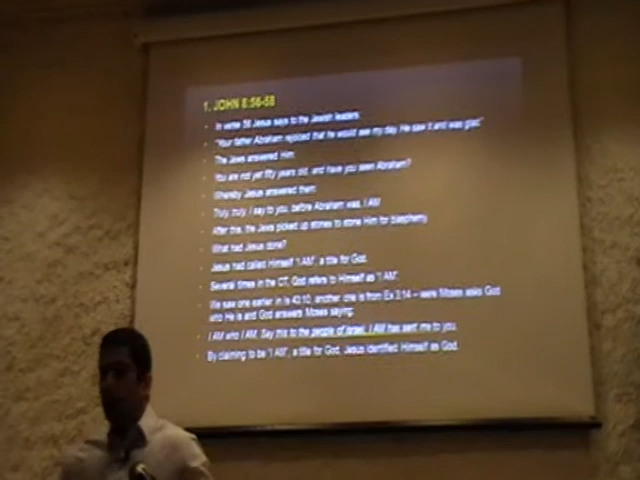 1. JOHN 8:56-58
- In verse 56 Jesus says to the Jewish leaders:
- "Your father Abraham rejoiced that he would see my day. He saw it and was glad"
- The Jews answered Him:
- You are not yet fifty years old, and have you seen Abraham?
- Whereby Jesus answered them:
- Truly, truly, I say to you, before Abraham was, I AM
- After this, the Jews picked up stones to stone Him for blasphemy.
- What had Jesus done?
- Jesus had called Himself 'I AM', a title for God.
- Several times in the OT, God refers to Himself as 'I AM'.
- We saw one earlier in Is 43:10, another one is from Ex 3:14 – were Moses asks God
who He is and God answers Moses saying:
- I AM who I AM. Say this to the people of Israel, I AM has sent me to you.
- By claiming to be 'I AM', a title for God, Jesus identified Himself as God.